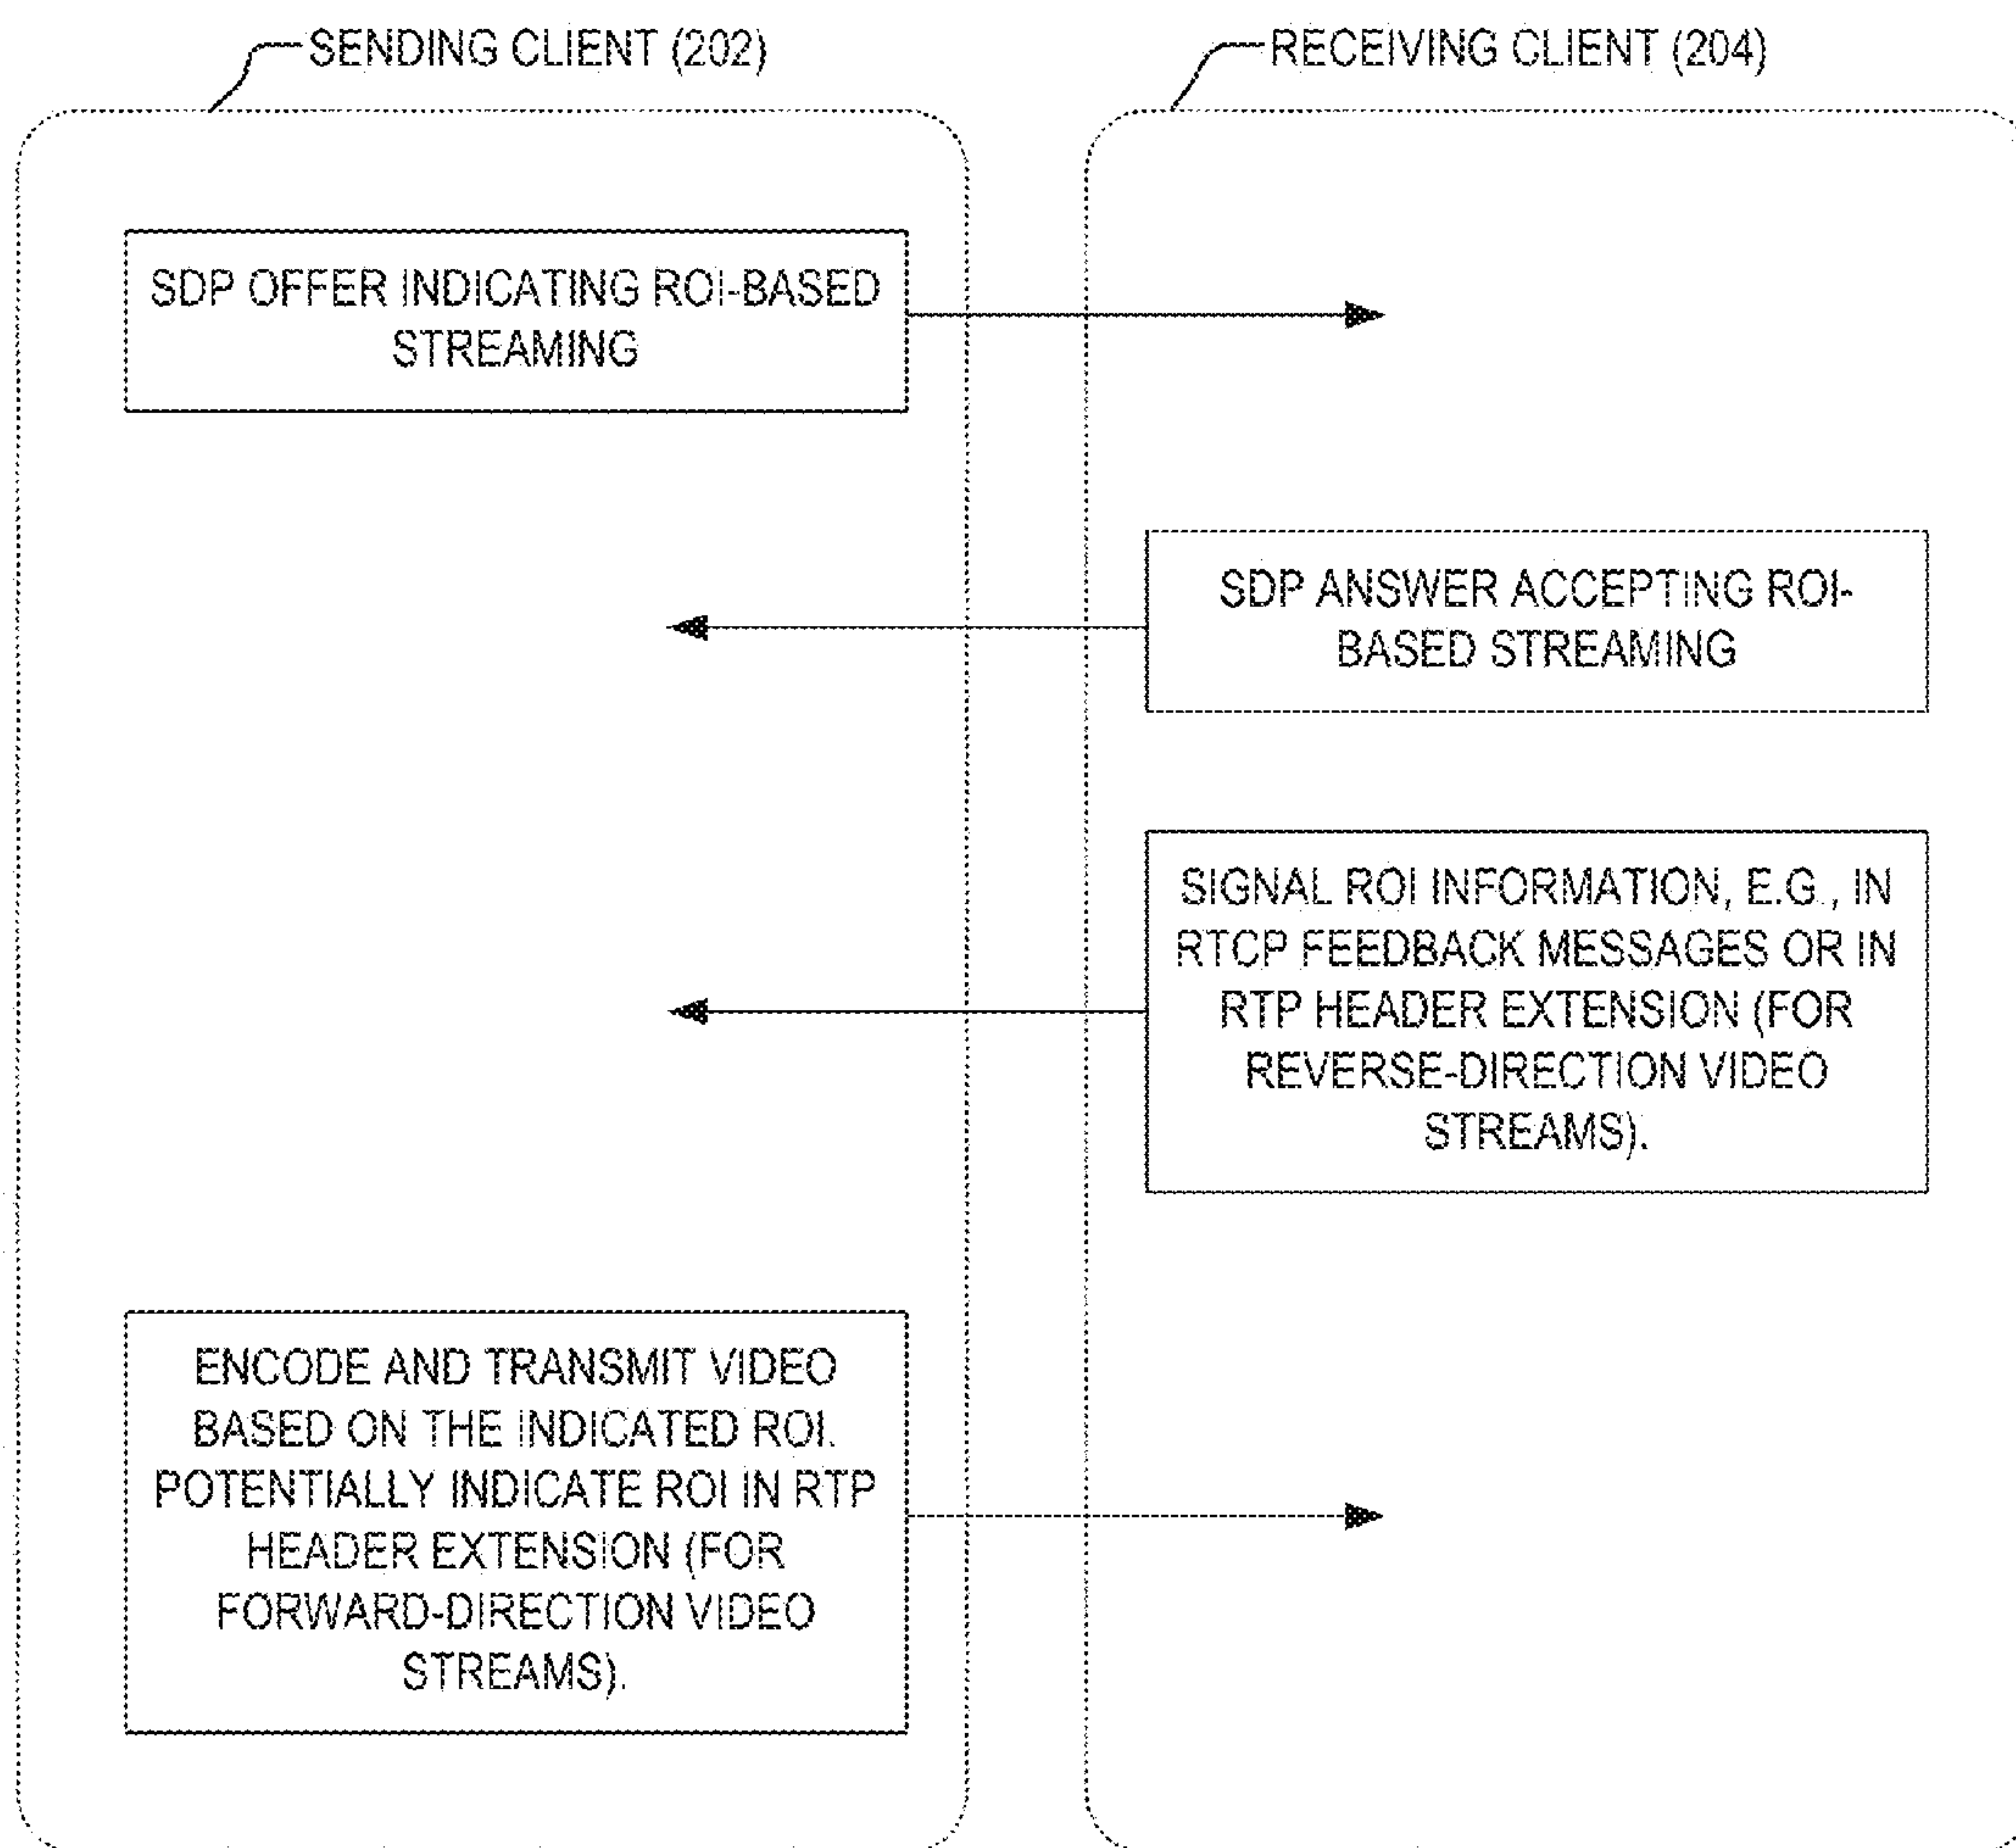 SENDING CLIENT (202)
RECEIVING CLIENT (204)
SDP OFFER INDICATING ROI-BASED
STREAMING
SDP ANSWER ACCEPTING ROI-
BASED STREAMING
SIGNAL ROI INFORMATION, E.G., IN
RTCP FEEDBACK MESSAGES OR IN
RTP HEADER EXTENSION (FOR
REVERSE-DIRECTION VIDEO
STREAMS).
ENCODE AND TRANSMIT VIDEO
BASED ON THE INDICATED ROI.
POTENTIALLY INDICATE ROI IN RTP
HEADER EXTENSION (FOR
FORWARD-DIRECTION VIDEO
STREAMS).